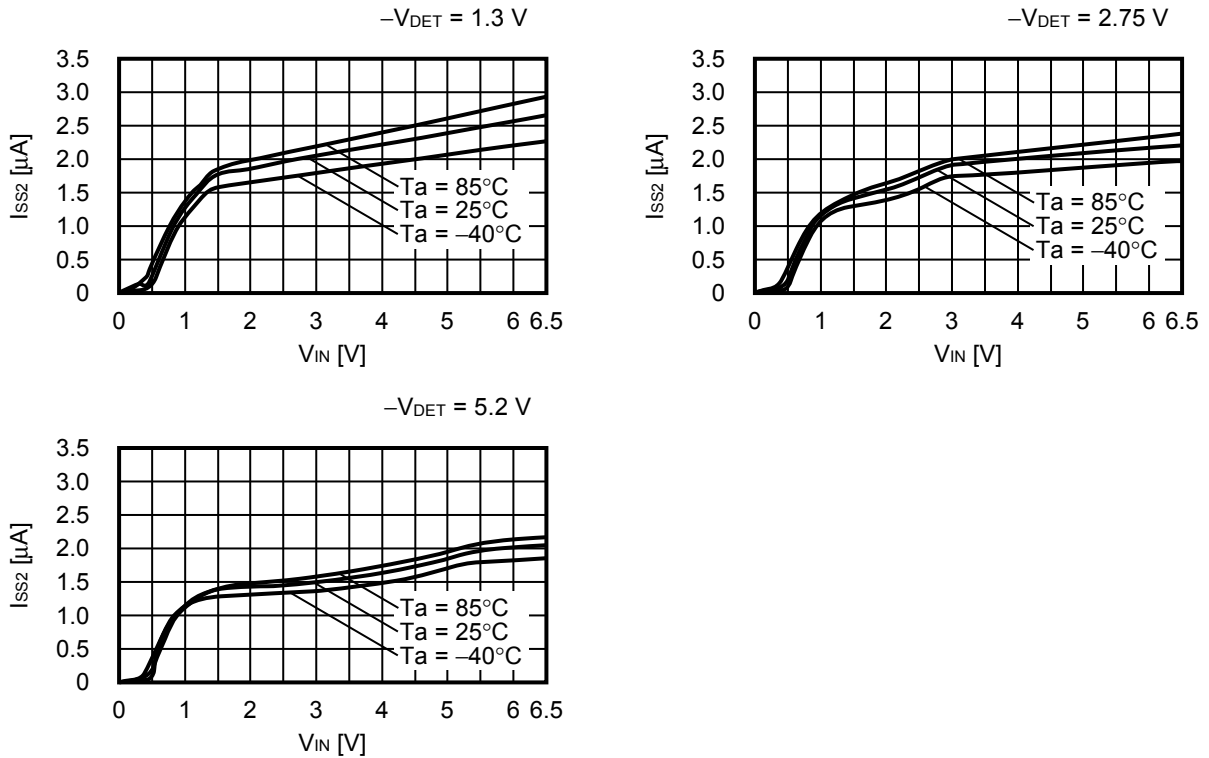 −VDET = 1.3 V
3.5
3.0
2.5
2.0
1.5
1.0
0.5
0
ISS2 [μA]
Ta = 85°C
Ta = 25°C
Ta = −40°C
0 1 2 3 4 5 6 6.5
VIN [V]
−VDET = 2.75 V
3.5
3.0
2.5
2.0
1.5
1.0
0.5
0
ISS2 [μA]
Ta = 85°C
Ta = 25°C
Ta = −40°C
0 1 2 3 4 5 6 6.5
VIN [V]
−VDET = 5.2 V
3.5
3.0
2.5
2.0
1.5
1.0
0.5
0
ISS2 [μA]
Ta = 85°C
Ta = 25°C
Ta = −40°C
0 1 2 3 4 5 6 6.5
VIN [V]